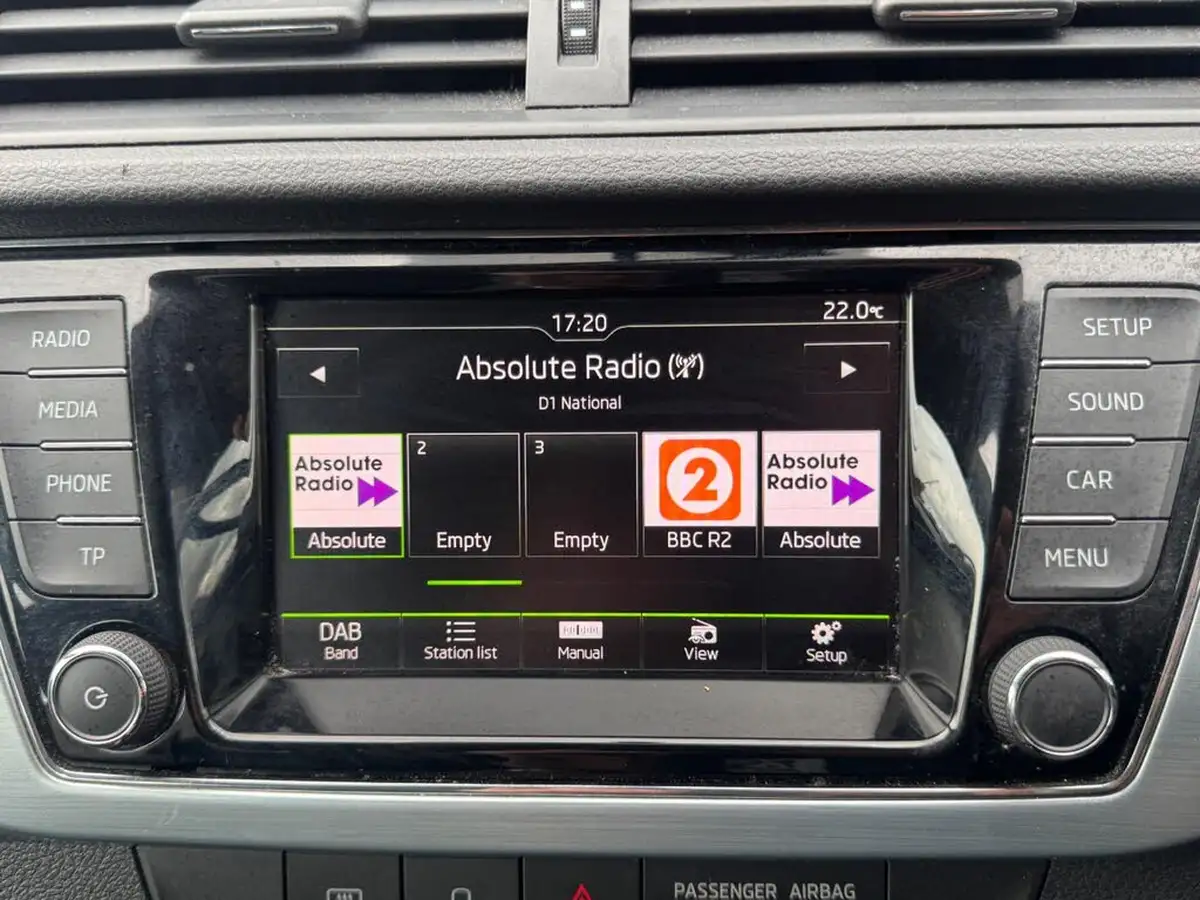 17:20
22.0°C
Absolute Radio
D1 National
Absolute
Radio
Absolute
2
Empty
3
Empty
2
BBC R2
Absolute
Radio
Absolute
DAB
Band
Station list
Manual
View
Setup
RADIO
MEDIA
PHONE
TP
SETUP
SOUND
CAR
MENU
PASSENGER AIRBAG